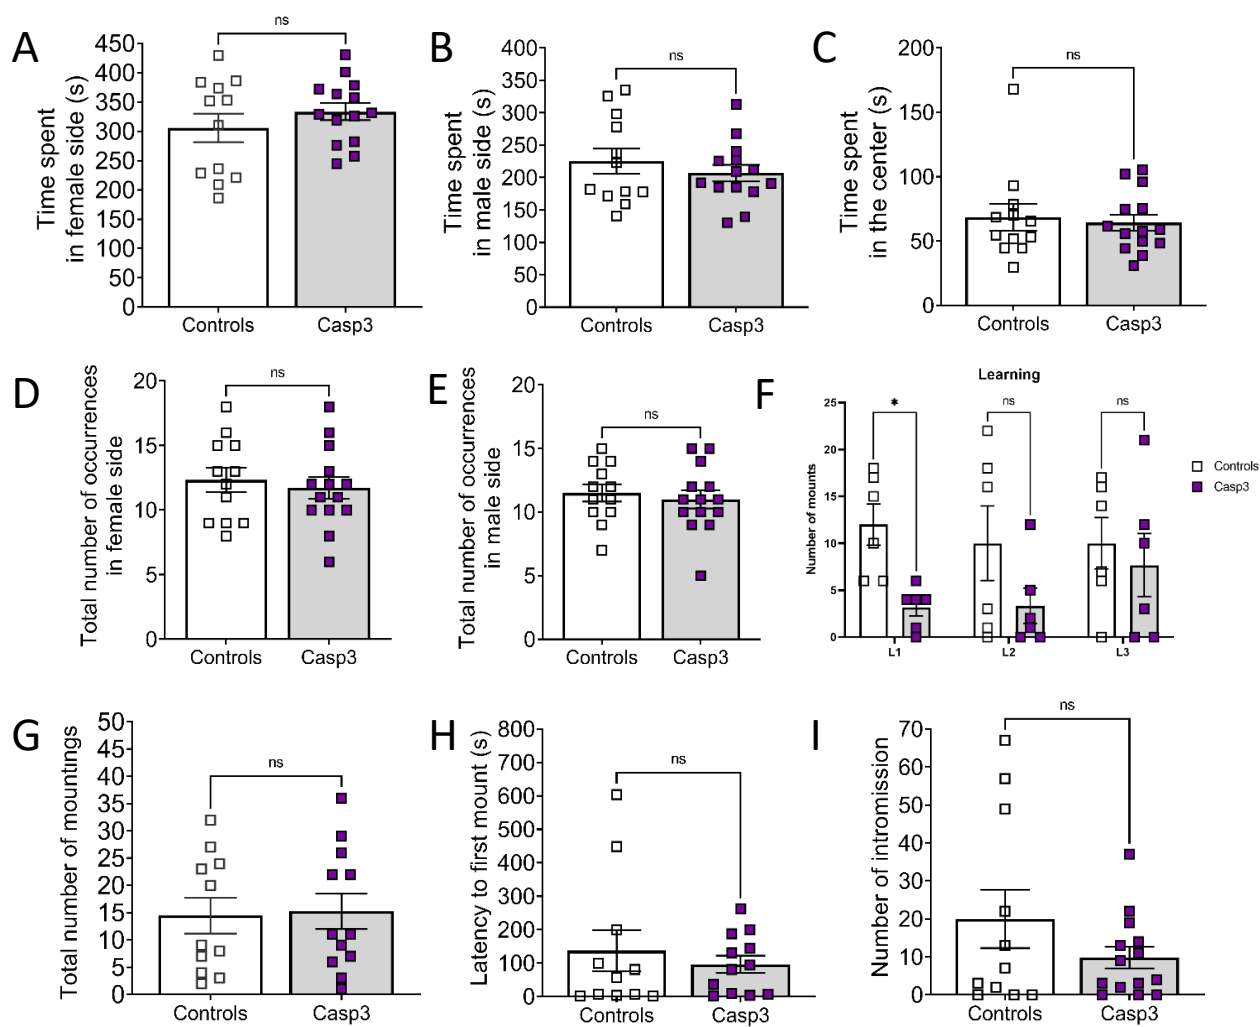 A
ns
Time spent
in female side (s)
450
400
350
300
250
200
150
100
50
0
Controls
Casp3
B
ns
Time spent
in male side (s)
400
350
300
250
200
150
100
50
0
Controls
Casp3
C
ns
Time spent
in the center (s)
200
150
100
50
0
Controls
Casp3
D
ns
Total number of occurrences
in female side
20
15
10
5
0
Controls
Casp3
E
ns
Total number of occurrences
in male side
20
15
10
5
0
Controls
Casp3
F
Learning
* ns ns
Number of mounts
25
20
15
10
5
0
L1 L2 L3
Controls
Casp3
G
ns
Total number of mountings
50
45
40
35
30
25
20
15
10
5
0
Controls
Casp3
H
ns
Latency to first mount (s)
800
700
600
500
400
300
200
100
0
Controls
Casp3
I
ns
Number of intromission
70
60
50
40
30
20
10
0
Controls
Casp3